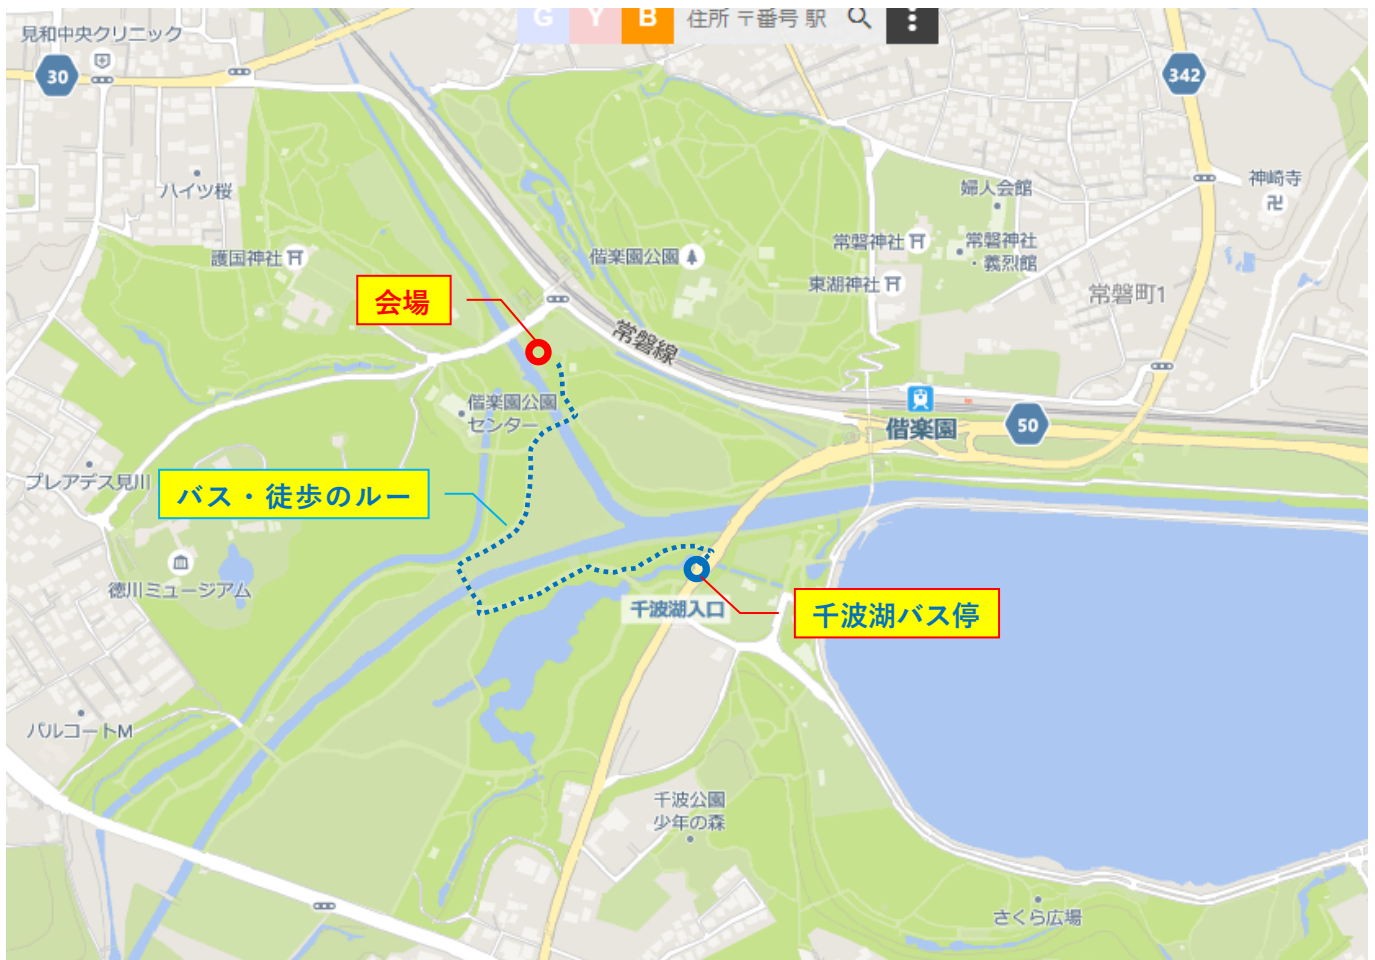 G Y B 住所 〒番号 駅
見和中央クリニック
30
342
ハイツ桜
婦人会館
神崎寺
護国神社
偕楽園公園
常磐神社
常磐神社
・義烈館
東湖神社
常磐町1
会場
常磐線
偕楽園公園
センター
偕楽園
50
プレアデス見川
バス・徒歩のルー
徳川ミュージアム
千波湖入口
千波湖バス停
パルコートM
千波公園
少年の森
さくら広場